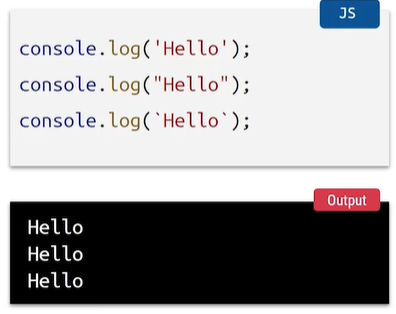 JS
console.log('Hello');
console.log("Hello");
console.log(`Hello`);
Output
Hello
Hello
Hello